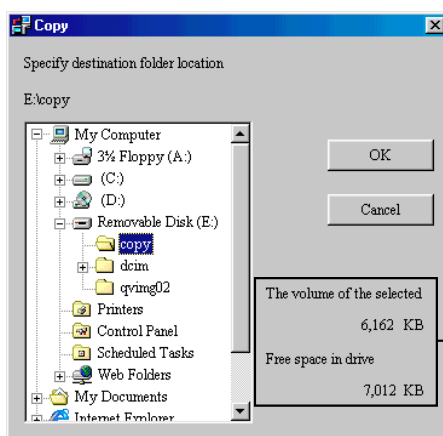 Copy
Specify destination folder location
E:\copy
My Computer
3½ Floppy (A:)
(C:)
(D:)
Removable Disk (E:)
copy
dcim
qvimg02
Printers
Control Panel
Scheduled Tasks
Web Folders
My Documents
Internet Explorer
OK
Cancel
The volume of the selected
6,162 KB
Free space in drive
7,012 KB